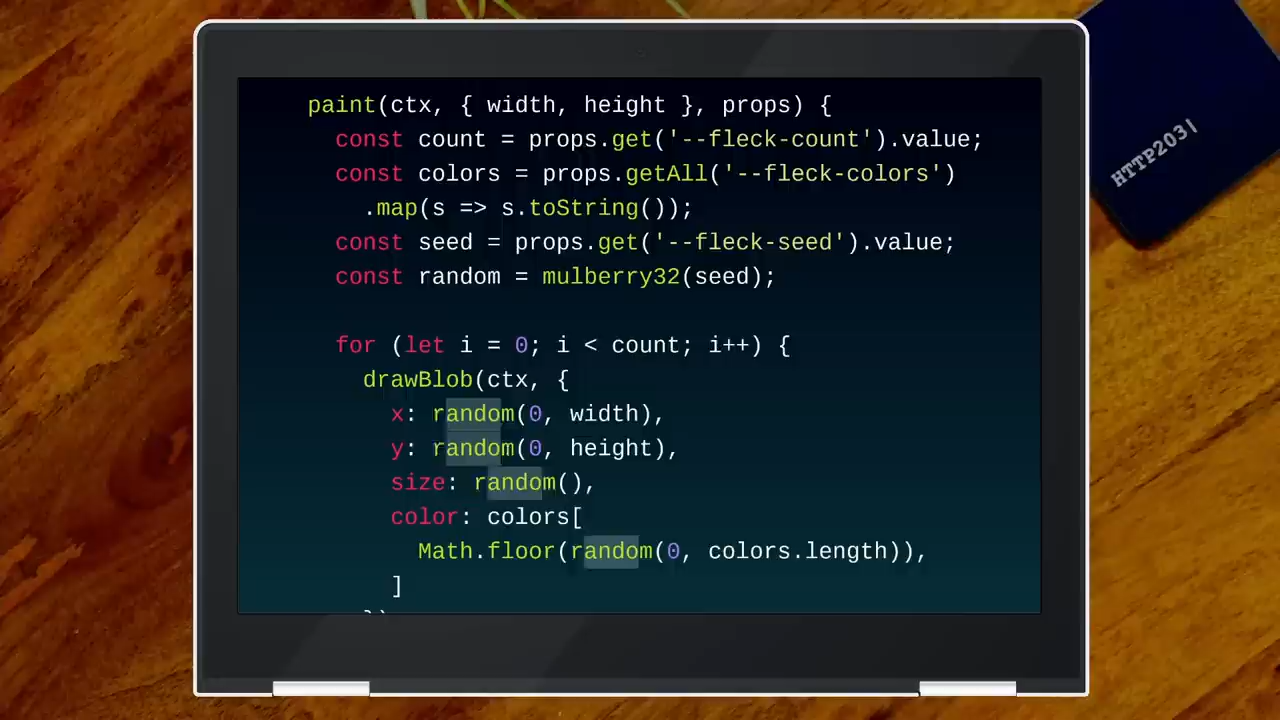 paint(ctx, { width, height }, props) {
const count = props.get('--fleck-count').value;
const colors = props.getAll('--fleck-colors')
.map(s => s.toString());
const seed = props.get('--fleck-seed').value;
const random = mulberry32(seed);
for (let i = 0; i < count; i++) {
drawBlob(ctx, {
x: random(0, width),
y: random(0, height),
size: random(),
color: colors[
Math.floor(random(0, colors.length)),
]
HTTP203|